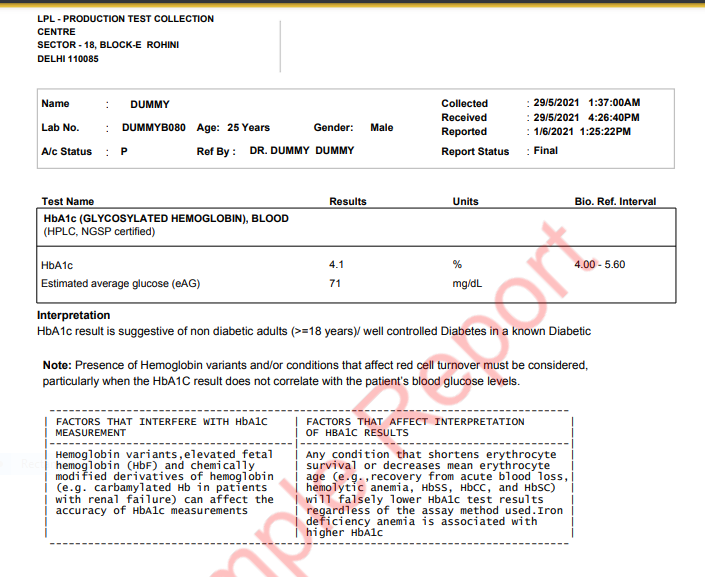 LPL - PRODUCTION TEST COLLECTION
CENTRE
SECTOR - 18, BLOCK-E ROHINI
DELHI 110085
Name : DUMMY Collected : 29/5/2021 1:37:00AM
Received : 29/5/2021 4:26:40PM
Lab No. : DUMMYB080 Age: 25 Years Gender: Male Reported : 1/6/2021 1:25:22PM
A/c Status : P Ref By : DR. DUMMY DUMMY Report Status : Final
Test Name Results Units Bio. Ref. Interval
HbA1c (GLYCOSYLATED HEMOGLOBIN), BLOOD
(HPLC, NGSP certified)
HbA1c 4.1 % 4.00 - 5.60
Estimated average glucose (eAG) 71 mg/dL
Interpretation
HbA1c result is suggestive of non diabetic adults (>=18 years)/ well controlled Diabetes in a known Diabetic
Note: Presence of Hemoglobin variants and/or conditions that affect red cell turnover must be considered,
particularly when the HbA1C result does not correlate with the patient's blood glucose levels.
FACTORS THAT INTERFERE WITH HbA1C
MEASUREMENT
FACTORS THAT AFFECT INTERPRETATION
OF HBA1C RESULTS
Hemoglobin variants,elevated fetal
hemoglobin (HbF) and chemically
modified derivatives of hemoglobin
(e.g. carbamylated Hb in patients
with renal failure) can affect the
accuracy of HbA1c measurements
Any condition that shortens erythrocyte
survival or decreases mean erythrocyte
age (e.g.,recovery from acute blood loss,
hemolytic anemia, HbSS, HbCC, and HbSC)
will falsely lower HbA1c test results
regardless of the assay method used.Iron
deficiency anemia is associated with
higher HbA1c
mple Report